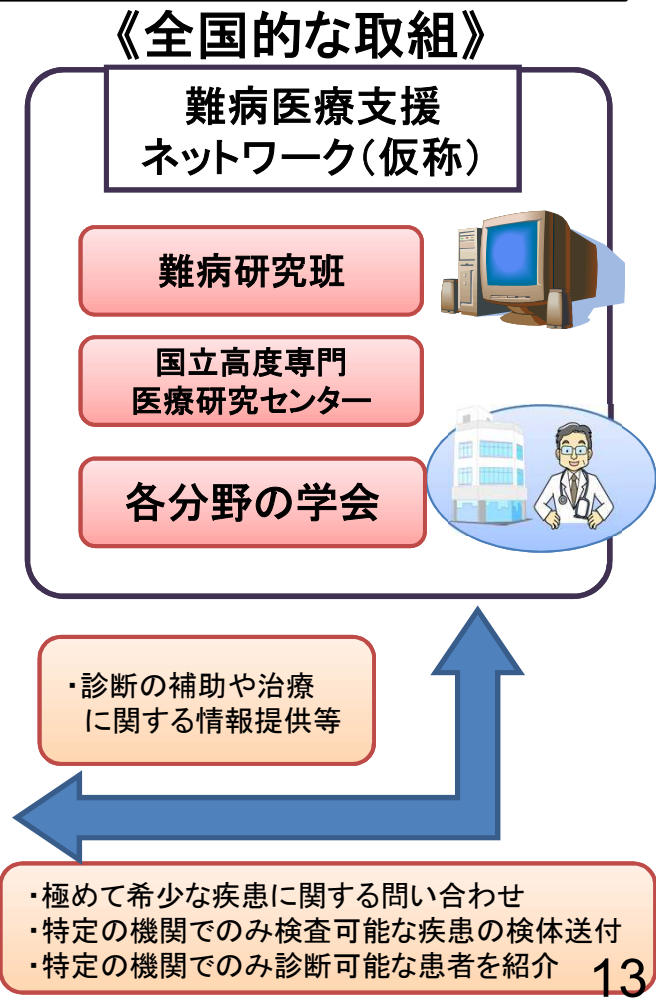 《全国的な取組》
難病医療支援
ネットワーク（仮称）
難病研究班
国立高度専門
医療研究センター
各分野の学会
・診断の補助や治療
に関する情報提供等
・極めて希少な疾患に関する問い合わせ
・特定の機関でのみ検査可能な疾患の検体送付
・特定の機関でのみ診断可能な患者を紹介
13